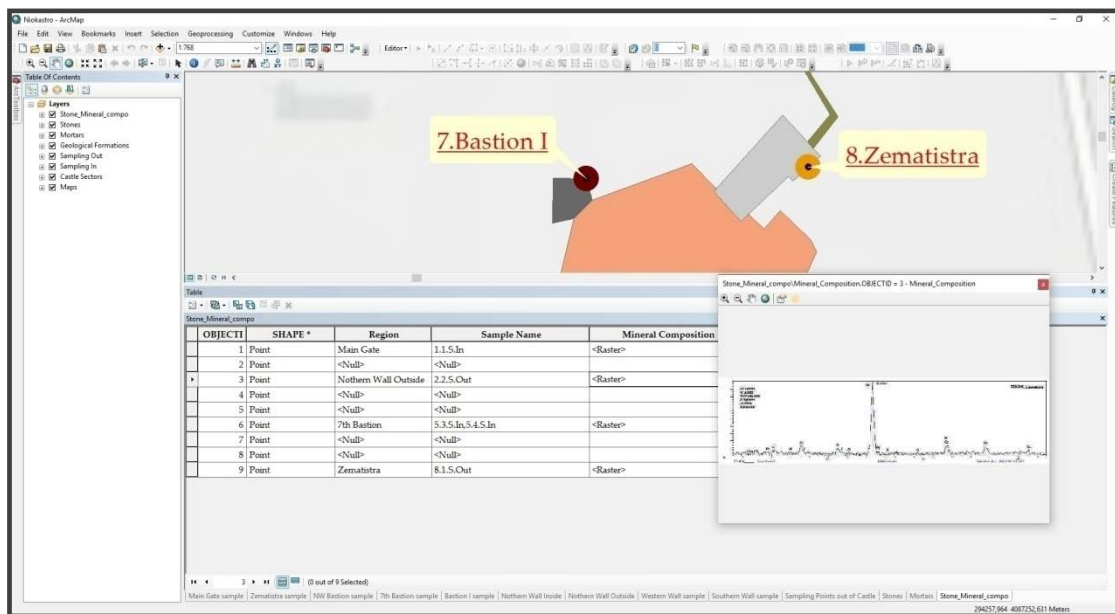 Niokastro - ArcMap
File Edit View Bookmarks Insert Selection Geoprocessing Customize Windows Help
1:768
Editor
Table Of Contents
ArcToolbox
Layers
Stone_Mineral_compo
Stones
Mortars
Geological Formations
Sampling Out
Sampling In
Castle Sectors
Maps
7.Bastion I
8.Zematistra
Table
Stone_Mineral_compo
OBJECTI SHAPE * Region Sample Name Mineral Composition
1 Point Main Gate 1.1.S.In <Raster>
2 Point <Null> <Null>
3 Point Nothern Wall Outside 2.2.S.Out <Raster>
4 Point <Null> <Null>
5 Point <Null> <Null>
6 Point 7th Bastion 5.3.S.In,5.4.S.In <Raster>
7 Point <Null> <Null>
8 Point <Null> <Null>
9 Point Zematistra 8.1.S.Out <Raster>
Stone_Mineral_compo\Mineral_Composition.OBJECTID = 3 - Mineral_Composition
3
(0 out of 9 Selected)
Main Gate sample Zematistra sample NW Bastion sample 7th Bastion sample Bastion I sample Nothern Wall Inside Nothern Wall Outside Western Wall sample Southern Wall sample Sampling Points out of Castle Stones Mortars Stone_Mineral_compo
294257,964 4087252,631 Meters